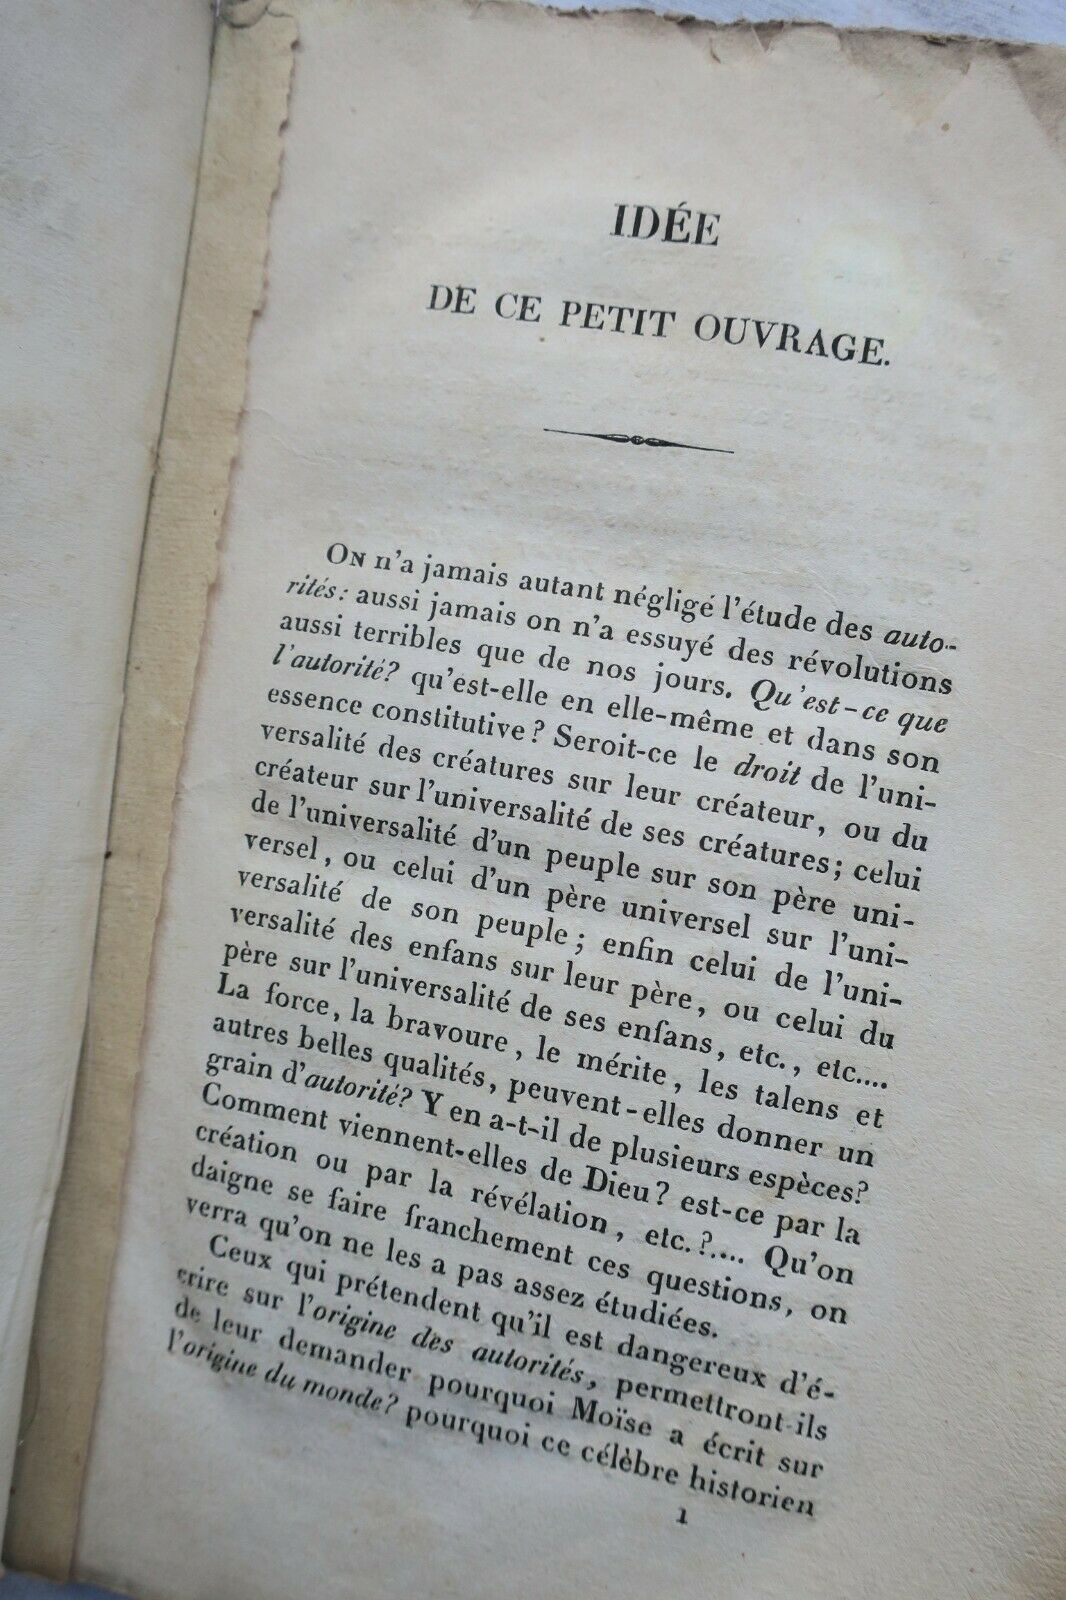 IDÉE
DE CE PETIT OUVRAGE.
ON n'a jamais autant négligé l'étude des auto-
rités: aussi jamais on n'a essuyé des révolutions
aussi terribles que de nos jours. Qu'est-ce que
l'autorité? qu'est-elle en elle-même et dans son
essence constitutive? Seroit-ce le droit de l'uni-
versalité des créatures sur leur créateur, ou du
créateur sur l'universalité de ses créatures; celui
de l'universalité d'un peuple sur son père uni-
versel, ou celui d'un père universel sur l'uni-
versalité de son peuple; enfin celui de l'uni-
versalité des enfans sur leur père, ou celui du
père sur l'universalité de ses enfans, etc., etc....
La force, la bravoure, le mérite, les talens et
autres belles qualités, peuvent-elles donner un
grain d'autorité? Y en a-t-il de plusieurs espèces?
Comment viennent-elles de Dieu? est-ce par la
création ou par la révélation, etc.?.... Qu'on
daigne se faire franchement ces questions, on
verra qu'on ne les a pas assez étudiées.
Ceux qui prétendent qu'il est dangereux d'é-
crire sur l'origine des autorités, permettront-ils
de leur demander pourquoi Moïse a écrit sur
l'origine du monde? pourquoi ce célèbre historien
1